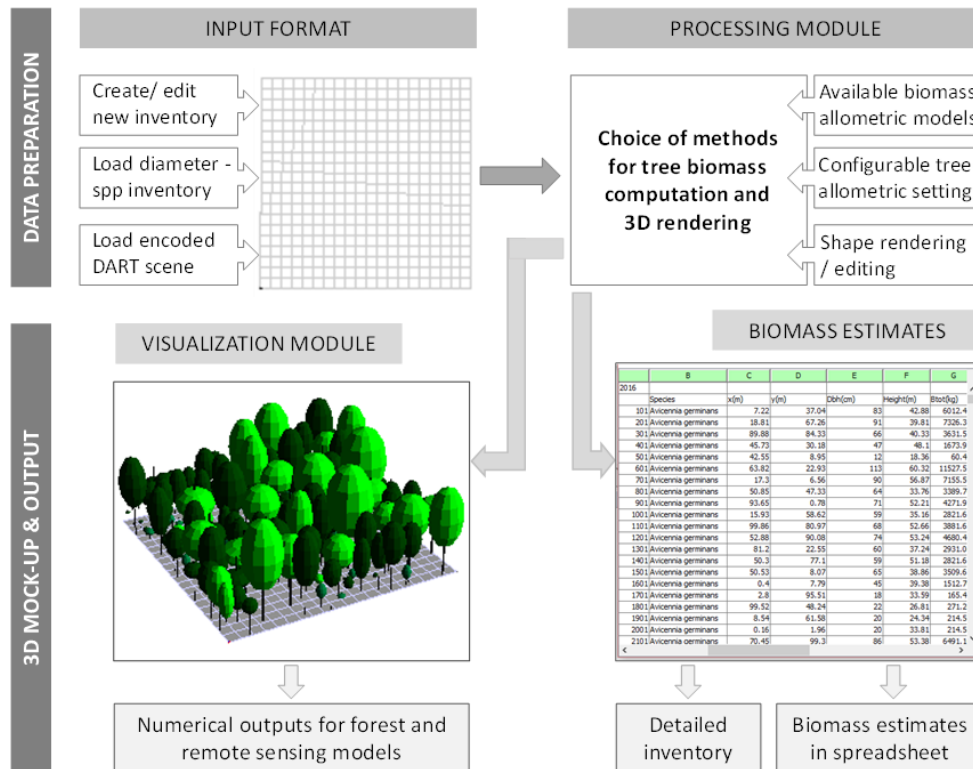 INPUT FORMAT
PROCESSING MODULE
DATA PREPARATION
Create/ edit
new inventory
Load diameter -
spp inventory
Load encoded
DART scene
Choice of methods
for tree biomass
computation and
3D rendering
Available biomass
allometric models
Configurable tree
allometric setting
Shape rendering
/ editing
3D MOCK-UP & OUTPUT
VISUALIZATION MODULE
BIOMASS ESTIMATES
B C D E F G
2016
Species x(m) y(m) Dbh(cm) Height(m) Btot(kg)
101 Avicennia germinans 7.22 37.04 83 42.88 6012.4
201 Avicennia germinans 18.81 67.26 91 39.81 7326.3
301 Avicennia germinans 89.88 84.33 66 40.33 3631.5
401 Avicennia germinans 45.73 30.18 47 48.1 1673.9
501 Avicennia germinans 42.55 8.95 12 18.36 60.4
601 Avicennia germinans 63.82 22.93 113 60.32 11527.5
701 Avicennia germinans 17.3 6.56 90 56.87 7155.5
801 Avicennia germinans 50.85 47.33 64 33.76 3389.7
901 Avicennia germinans 93.65 0.78 71 52.21 4271.9
1001 Avicennia germinans 15.93 58.62 59 35.16 2821.6
1101 Avicennia germinans 99.86 80.97 68 52.66 3881.6
1201 Avicennia germinans 52.88 90.08 74 53.24 4680.4
1301 Avicennia germinans 81.2 22.55 60 37.24 2931.0
1401 Avicennia germinans 50.3 77.1 59 51.18 2821.6
1501 Avicennia germinans 50.53 8.07 65 38.86 3509.6
1601 Avicennia germinans 0.4 7.79 45 39.38 1512.7
1701 Avicennia germinans 2.8 95.51 18 33.59 165.4
1801 Avicennia germinans 99.52 48.24 22 26.81 271.2
1901 Avicennia germinans 8.54 61.58 20 24.34 214.5
2001 Avicennia germinans 0.16 1.96 20 33.81 214.5
2101 Avicennia germinans 70.45 99.3 86 53.38 6491.1
Numerical outputs for forest and
remote sensing models
Detailed
inventory
Biomass estimates
in spreadsheet